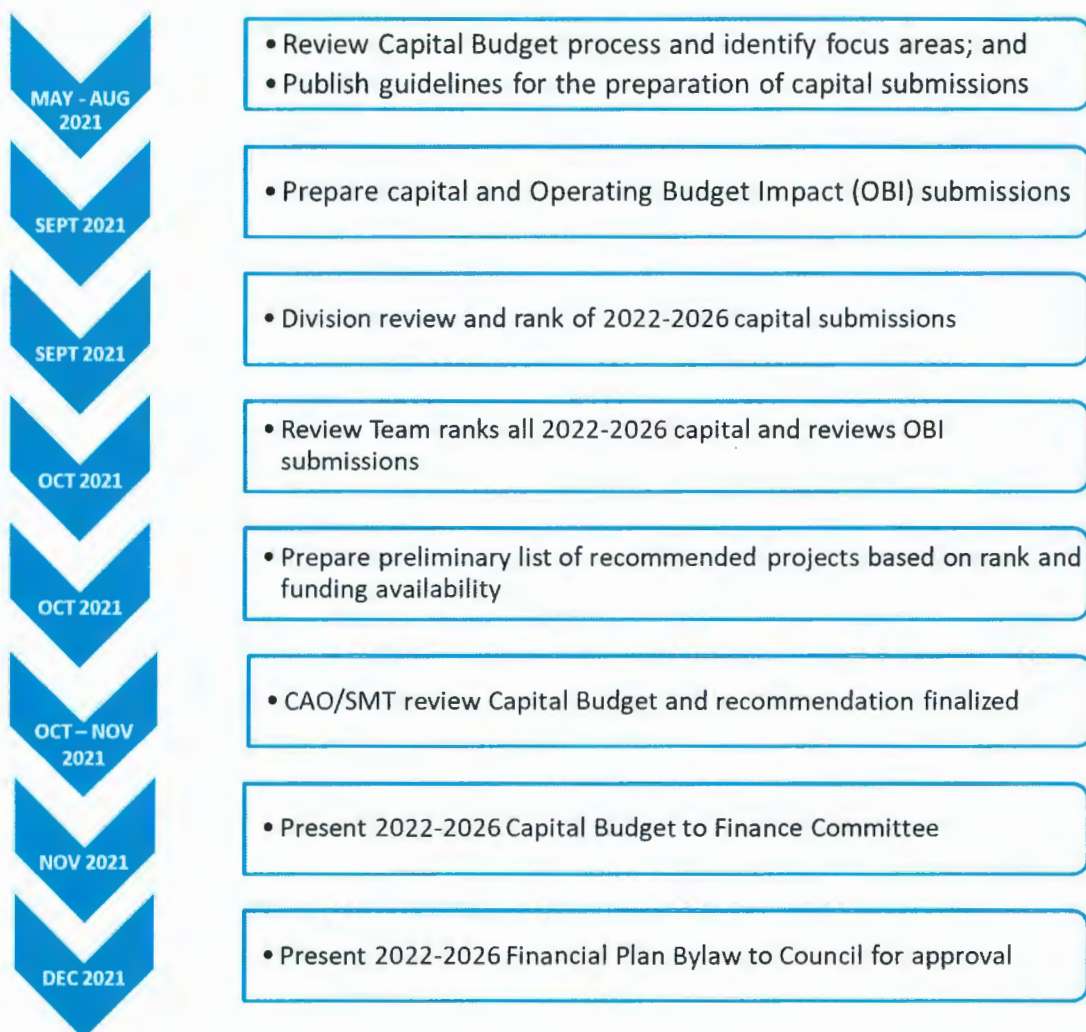 MAY - AUG
2021
• Review Capital Budget process and identify focus areas; and
• Publish guidelines for the preparation of capital submissions
SEPT 2021
• Prepare capital and Operating Budget Impact (OBI) submissions
SEPT 2021
• Division review and rank of 2022-2026 capital submissions
OCT 2021
• Review Team ranks all 2022-2026 capital and reviews OBI
submissions
OCT 2021
• Prepare preliminary list of recommended projects based on rank and
funding availability
OCT – NOV
2021
• CAO/SMT review Capital Budget and recommendation finalized
NOV 2021
• Present 2022-2026 Capital Budget to Finance Committee
DEC 2021
• Present 2022-2026 Financial Plan Bylaw to Council for approval